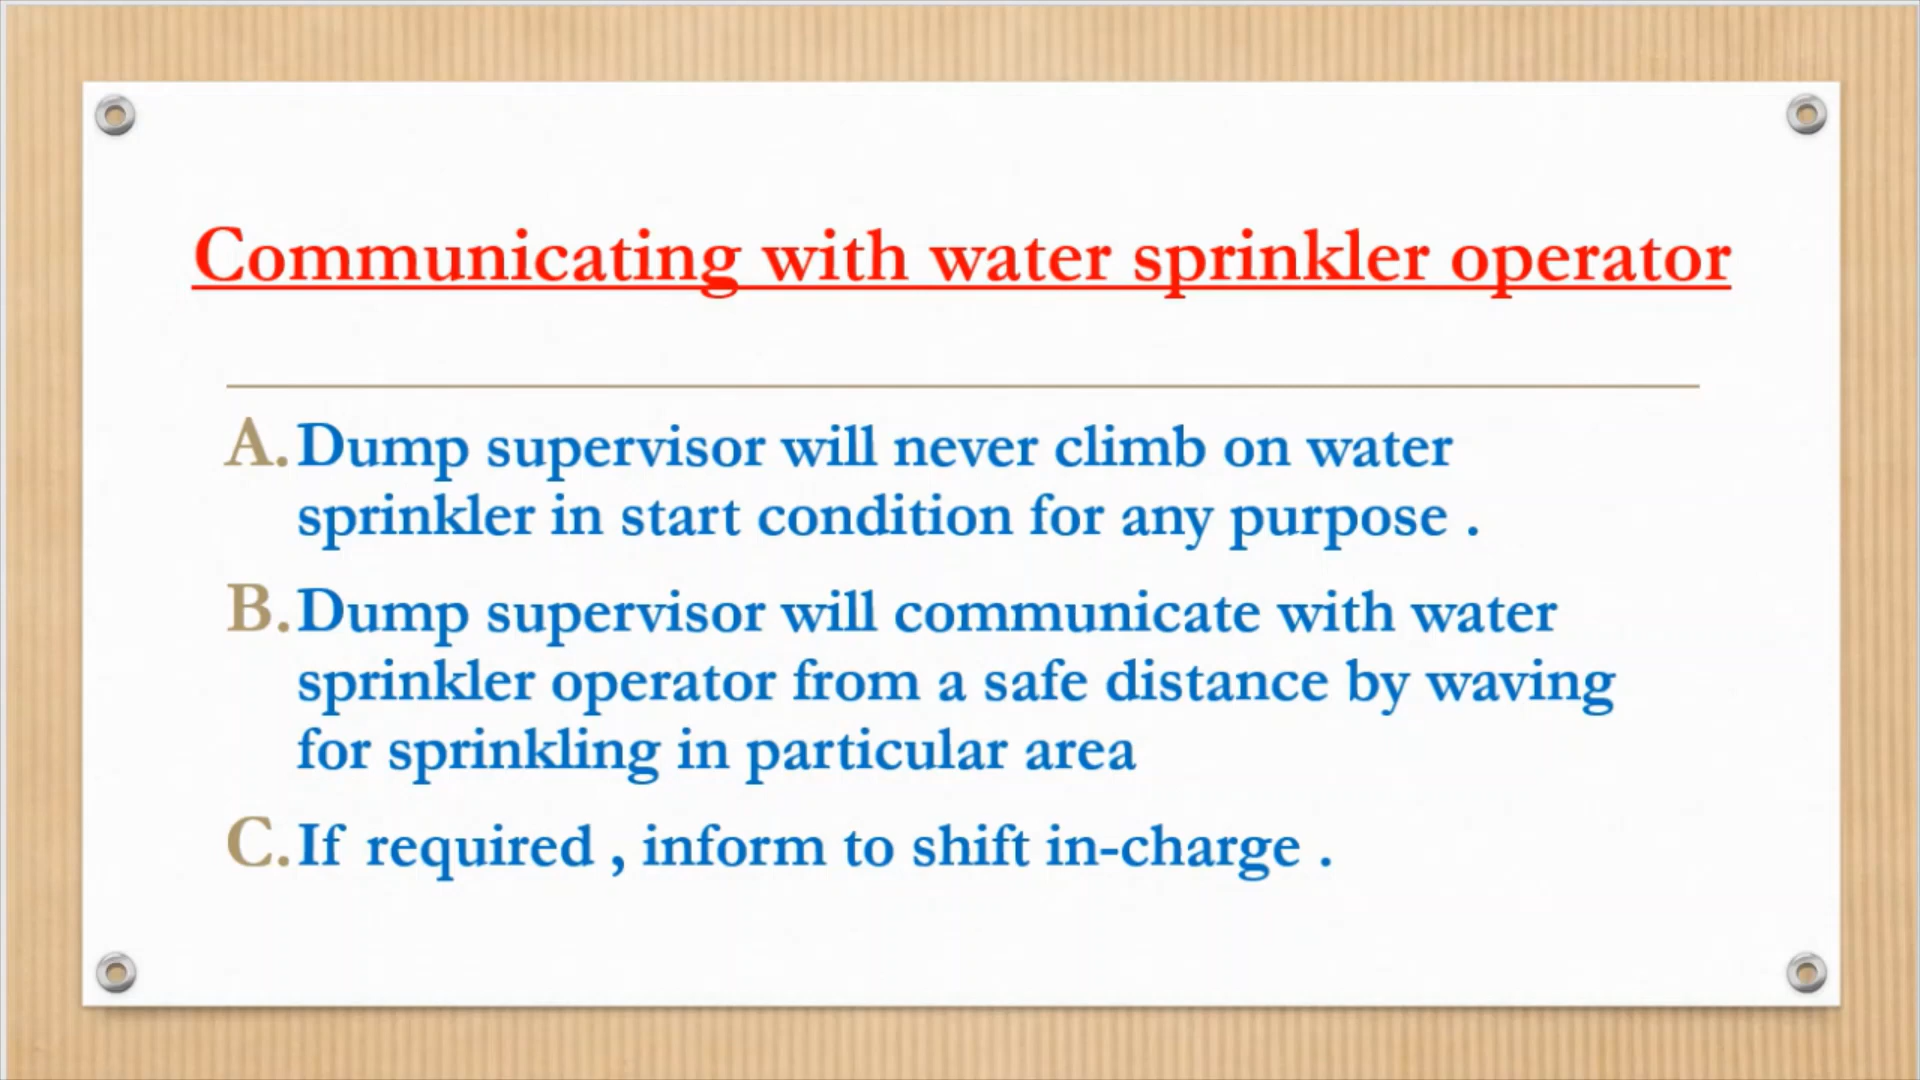 Communicating with water sprinkler operator
A. Dump supervisor will never climb on water
sprinkler in start condition for any purpose .
B. Dump supervisor will communicate with water
sprinkler operator from a safe distance by waving
for sprinkling in particular area
C. If required , inform to shift in-charge .